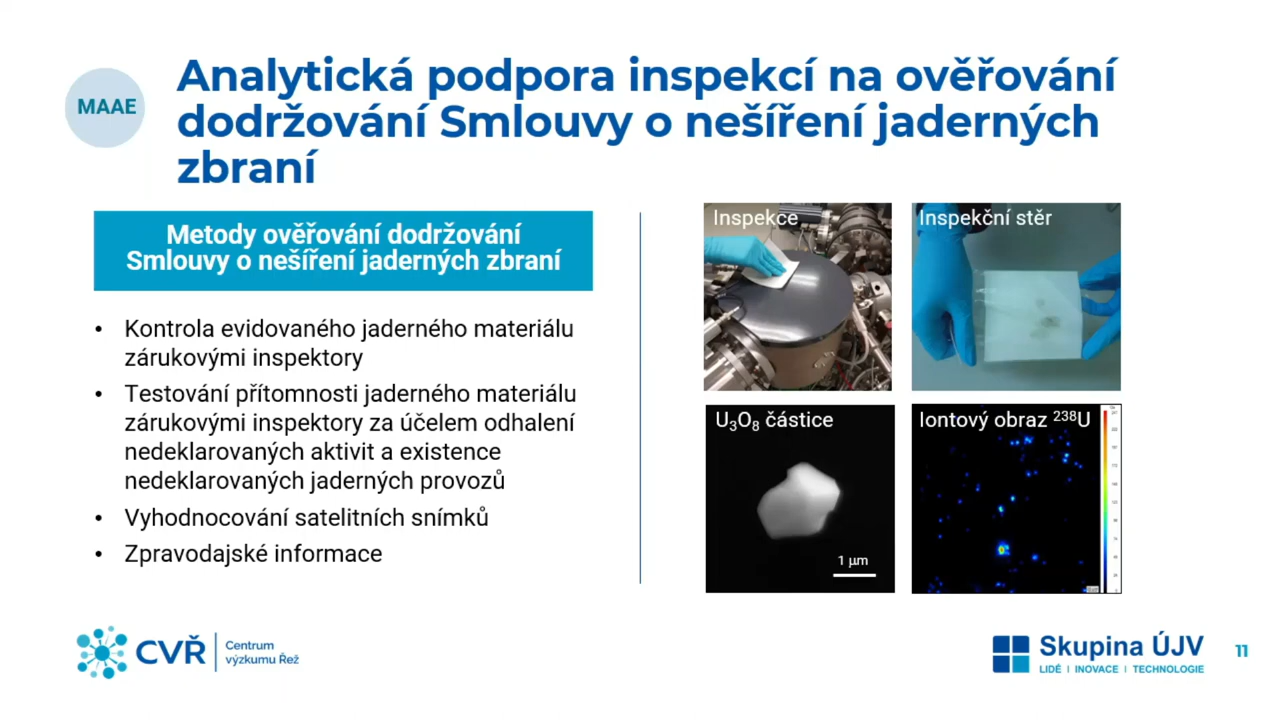 MAAE
Analytická podpora inspekcí na ověřování
dodržování Smlouvy o nešíření jaderných
zbraní
Metody ověřování dodržování
Smlouvy o nešíření jaderných zbraní
• Kontrola evidovaného jaderného materiálu
zárukovými inspektory
• Testování přítomnosti jaderného materiálu
zárukovými inspektory za účelem odhalení
nedeklarovaných aktivit a existence
nedeklarovaných jaderných provozů
• Vyhodnocování satelitních snímků
• Zpravodajské informace
Inspekce
Inspekční stěr
U₃O₈ částice
1 µm
Iontový obraz ²³⁸U
CVŘ
Centrum
výzkumu Řež
Skupina ÚJV
LIDÉ | INOVACE | TECHNOLOGIE
11